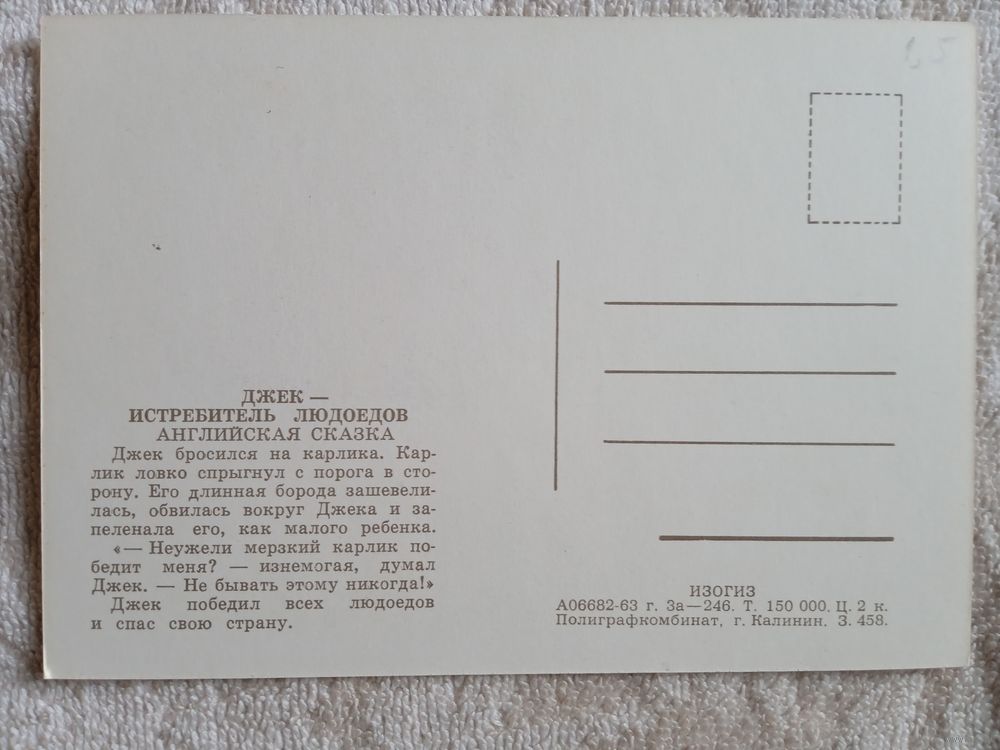 1,5
ДЖЕК —
ИСТРЕБИТЕЛЬ ЛЮДОЕДОВ
АНГЛИЙСКАЯ СКАЗКА
Джек бросился на карлика. Кар-
лик ловко спрыгнул с порога в сто-
рону. Его длинная борода зашевели-
лась, обвилась вокруг Джека и за-
пеленала его, как малого ребенка.
«— Неужели мерзкий карлик по-
бедит меня? — изнемогая, думал
Джек. — Не бывать этому никогда!»
Джек победил всех людоедов
и спас свою страну.
ИЗОГИЗ
А06682-63 г. За—246. Т. 150 000. Ц. 2 к.
Полиграфкомбинат, г. Калинин. З. 458.